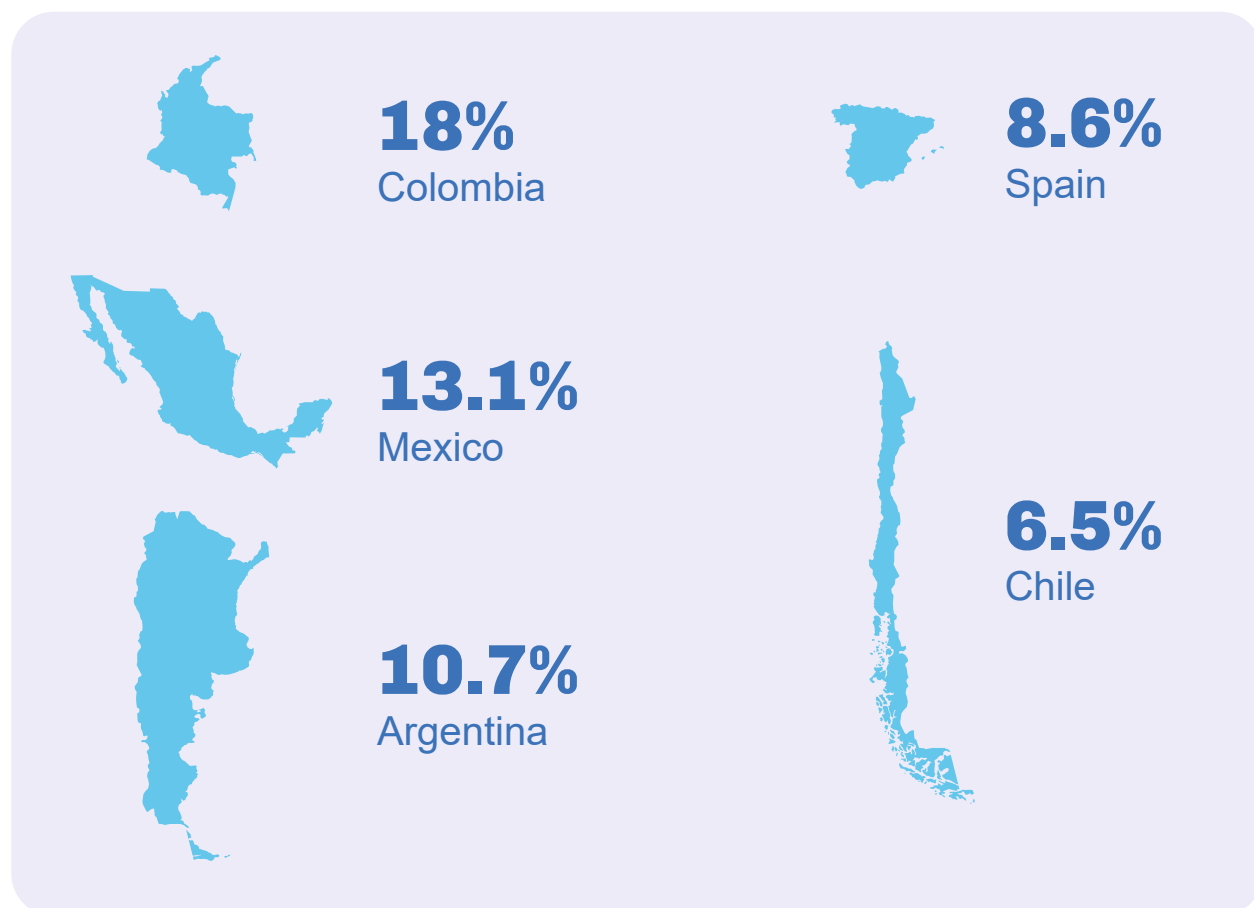 18%
Colombia
13.1%
Mexico
10.7%
Argentina
8.6%
Spain
6.5%
Chile